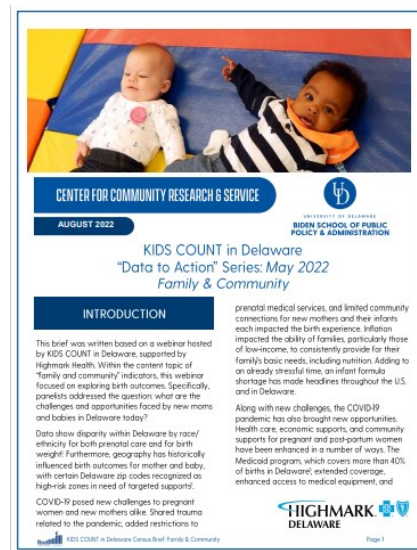 CENTER FOR COMMUNITY RESEARCH & SERVICE
AUGUST 2022
UD
UNIVERSITY OF DELAWARE
BIDEN SCHOOL OF PUBLIC
POLICY & ADMINISTRATION
KIDS COUNT in Delaware
“Data to Action” Series: May 2022
Family & Community
INTRODUCTION
This brief was written based on a webinar hosted
by KIDS COUNT in Delaware, supported by
Highmark Health. Within the content topic of
“family and community” indicators, this webinar
focused on exploring birth outcomes. Specifically,
panelists addressed the question: what are the
challenges and opportunities faced by new moms
and babies in Delaware today?
Data show disparity within Delaware by race/
ethnicity for both prenatal care and for birth
weight. Furthermore, geography has historically
influenced birth outcomes for mother and baby,
with certain Delaware zip codes recognized as
high-risk zones in need of targeted supports.
COVID-19 posed new challenges to pregnant
women and new mothers alike. Shared trauma
related to the pandemic, added restrictions to
prenatal medical services, and limited community
connections for new mothers and their infants
each impacted the birth experience. Inflation
impacted the ability of families, particularly those
of low-income, to consistently provide for their
family's basic needs, including nutrition. Adding to
an already stressful time, an infant formula
shortage has made headlines throughout the U.S.
and in Delaware.
Along with new challenges, the COVID-19
pandemic has also brought new opportunities.
Health care, economic supports, and community
supports for pregnant and post-partum women
have been enhanced in a number of ways. The
Medicaid program, which covers more than 40%
of births in Delaware, extended coverage,
enhanced access to medical equipment, and
HIGHMARK
DELAWARE
KIDS COUNT in Delaware Census Brief: Family & Community
Page 1